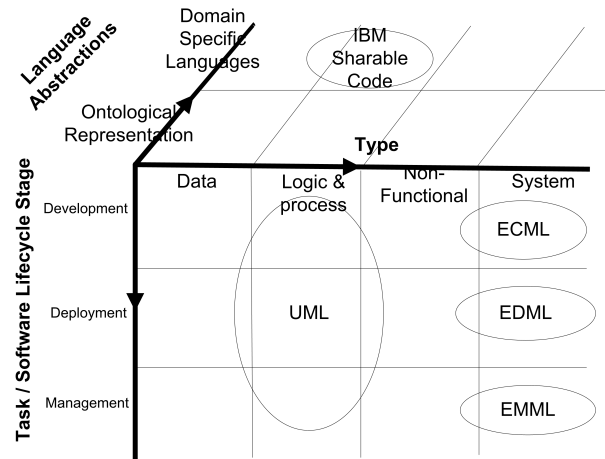 Language
Abstractions
Domain
Specific
Languages
IBM
Sharable
Code
Ontological
Representation
Type
Data
Logic &
process
Non-
Functional
System
Task / Software Lifecycle Stage
Development
ECML
Deployment
UML
EDML
Management
EMML